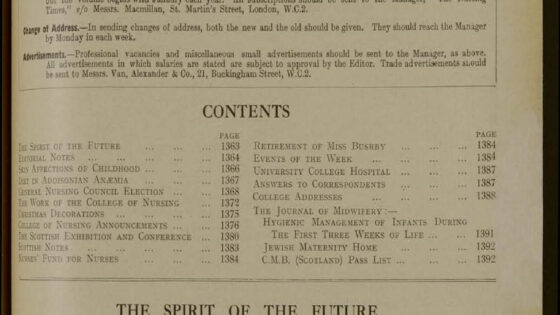 Times," c/o Messrs. Macmillan, St. Martin's Street, London, W.C.2.
Change of Address.—In sending changes of address, both the new and the old should be given. They should reach the Manager
by Monday in each week.
Advertisements.—Professional vacancies and miscellaneous small advertisements should be sent to the Manager, as above.
All advertisements in which salaries are stated are subject to approval by the Editor. Trade advertisements should
be sent to Messrs. Van, Alexander & Co., 21, Buckingham Street, W.C.2.
CONTENTS
PAGE
The Spirit of the Future ... ... ... 1363
Editorial Notes ... ... ... ... 1364
Skin Affections of Childhood ... ... ... 1366
Diet in Addisonian Anæmia ... ... ... 1367
General Nursing Council Election ... ... 1368
The Work of the College of Nursing ... ... 1372
Christmas Decorations ... ... ... 1375
College of Nursing Announcements ... ... 1376
The Scottish Exhibition and Conference ... 1380
Scottish Notes ... ... ... ... 1383
Nurses' Fund for Nurses ... ... ... 1384
PAGE
Retirement of Miss Bushby ... ... ... 1384
Events of the Week ... ... ... ... 1384
University College Hospital ... ... ... 1387
Answers to Correspondents ... ... ... 1387
College Addresses ... ... ... ... 1388
The Journal of Midwifery:—
Hygienic Management of Infants During
The First Three Weeks of Life ... ... 1391
Jewish Maternity Home ... ... ... 1392
C.M.B. (Scotland) Pass List ... ... ... 1392
THE SPIRIT OF THE FUTURE